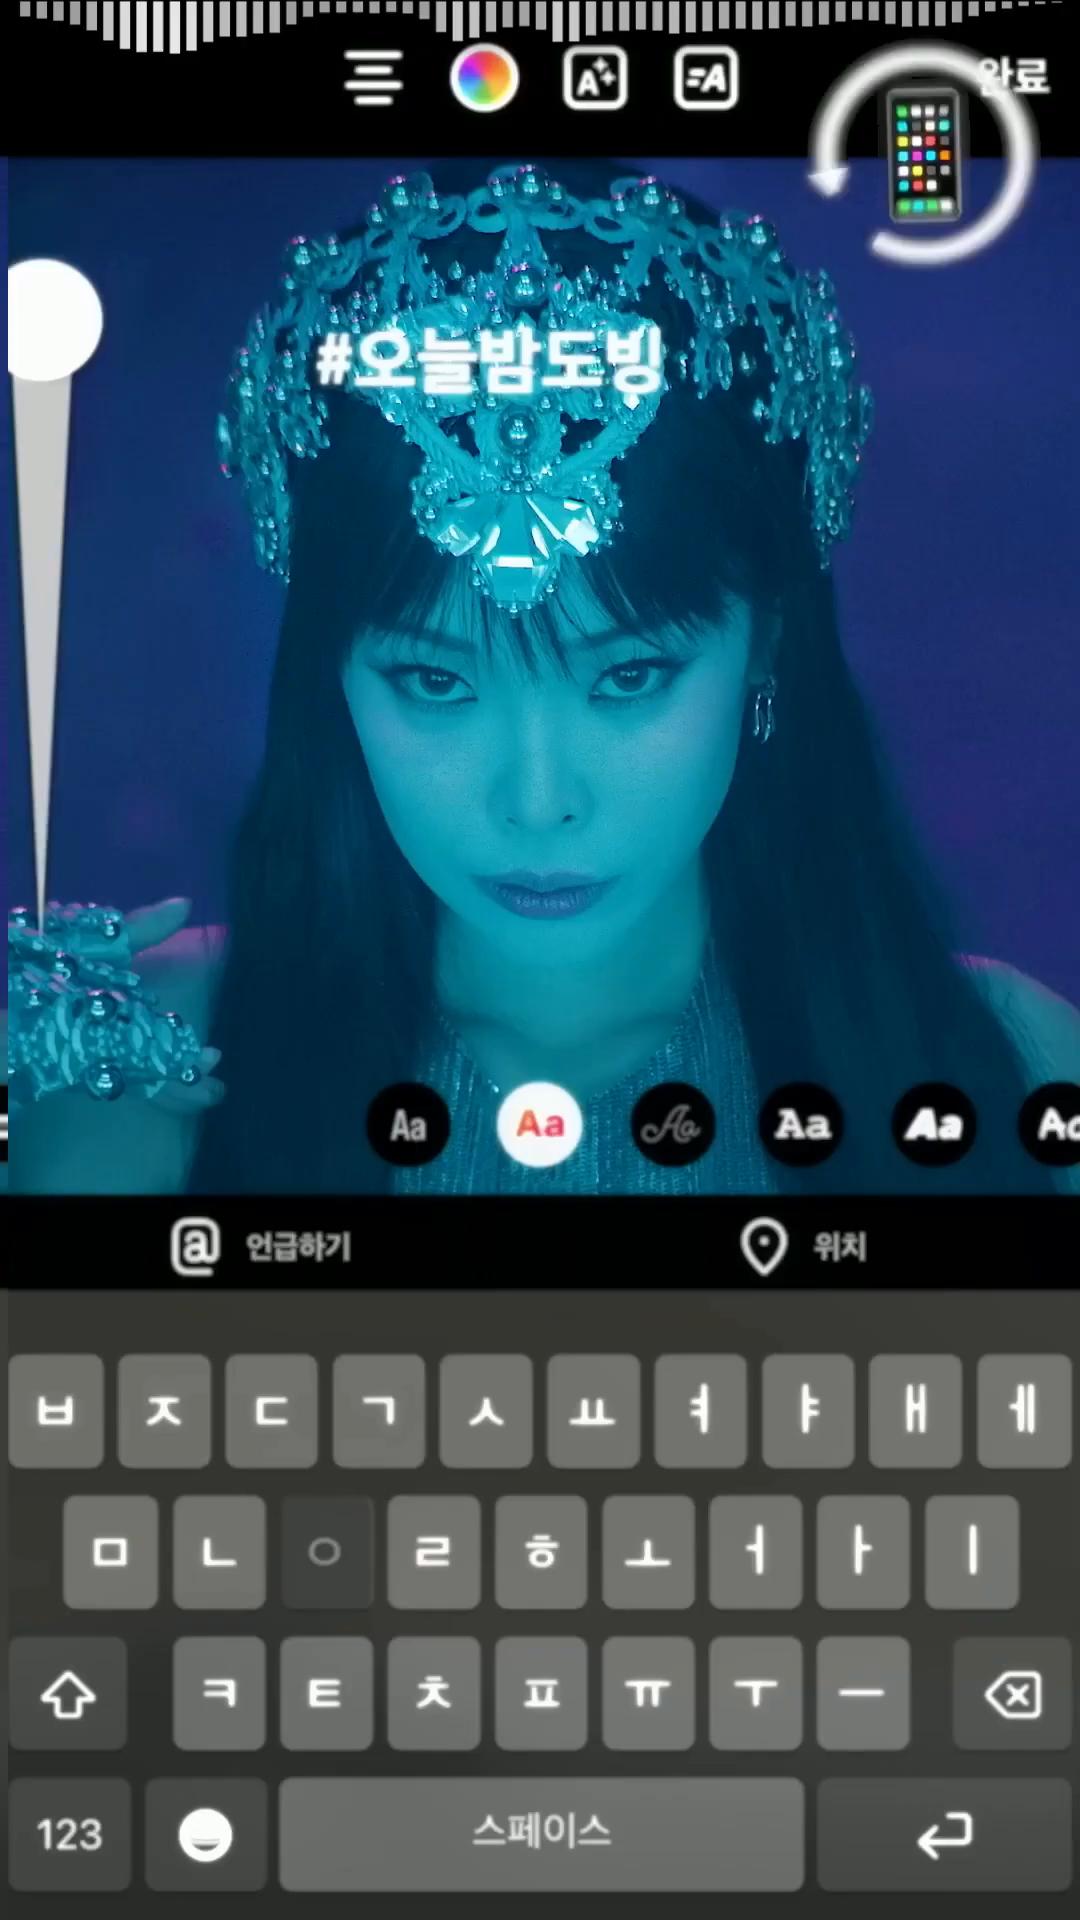 완료
#오늘밤도빙
Aa Aa Aa Aa Aa
@ 언급하기 위치
ㅂ ㅈ ㄷ ㄱ ㅅ ㅛ ㅕ ㅑ ㅐ ㅔ
ㅁ ㄴ ㅇ ㄹ ㅎ ㅗ ㅓ ㅏ ㅣ
ㅋ ㅌ ㅊ ㅍ ㅠ ㅜ ㅡ
123 스페이스